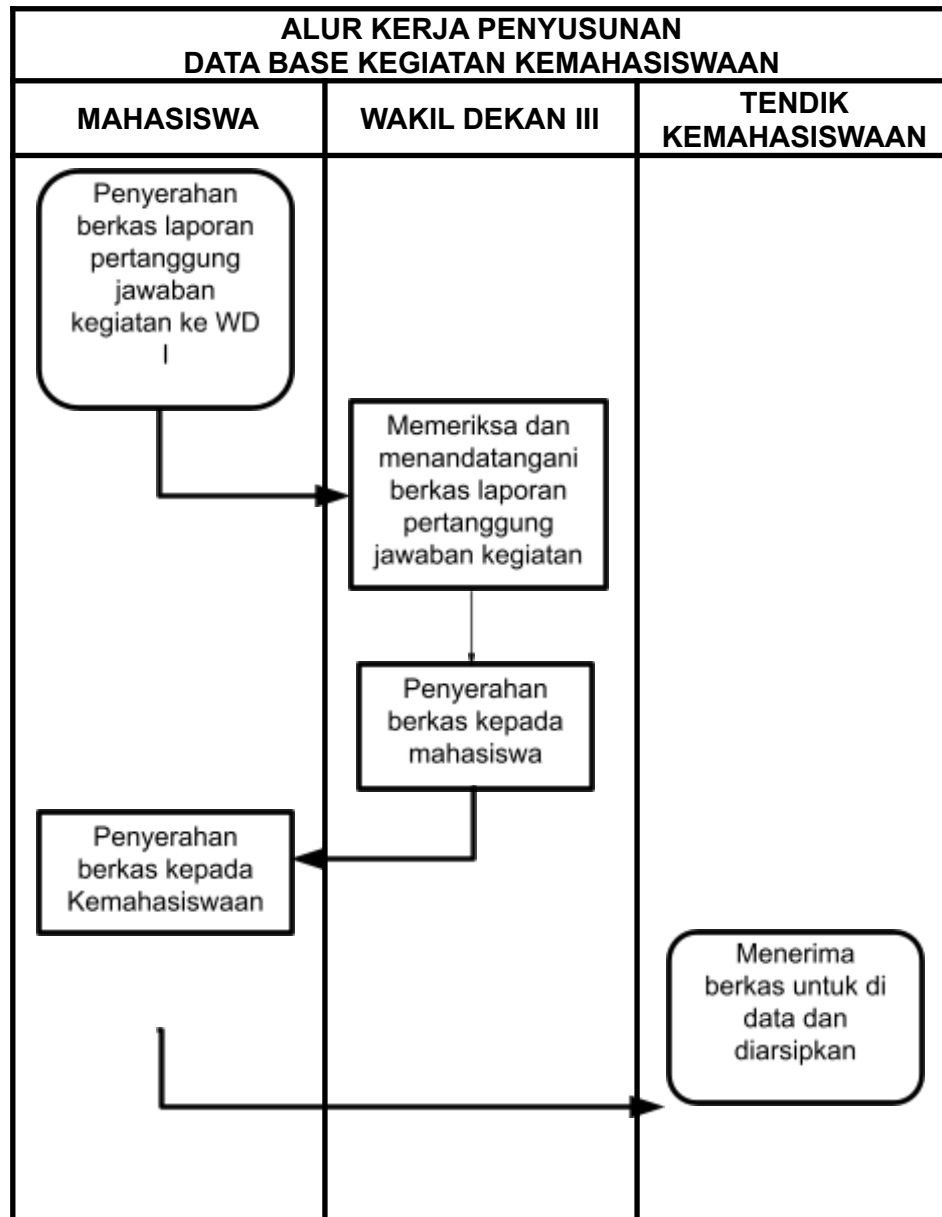 ALUR KERJA PENYUSUNAN
DATA BASE KEGIATAN KEMAHASISWAAN
MAHASISWA
WAKIL DEKAN III
TENDIK
KEMAHASISWAAN
Penyerahan
berkas laporan
pertanggung
jawaban
kegiatan ke WD
I
Memeriksa dan
menandatangani
berkas laporan
pertanggung
jawaban kegiatan
Penyerahan
berkas kepada
mahasiswa
Penyerahan
berkas kepada
Kemahasiswaan
Menerima
berkas untuk di
data dan
diarsipkan